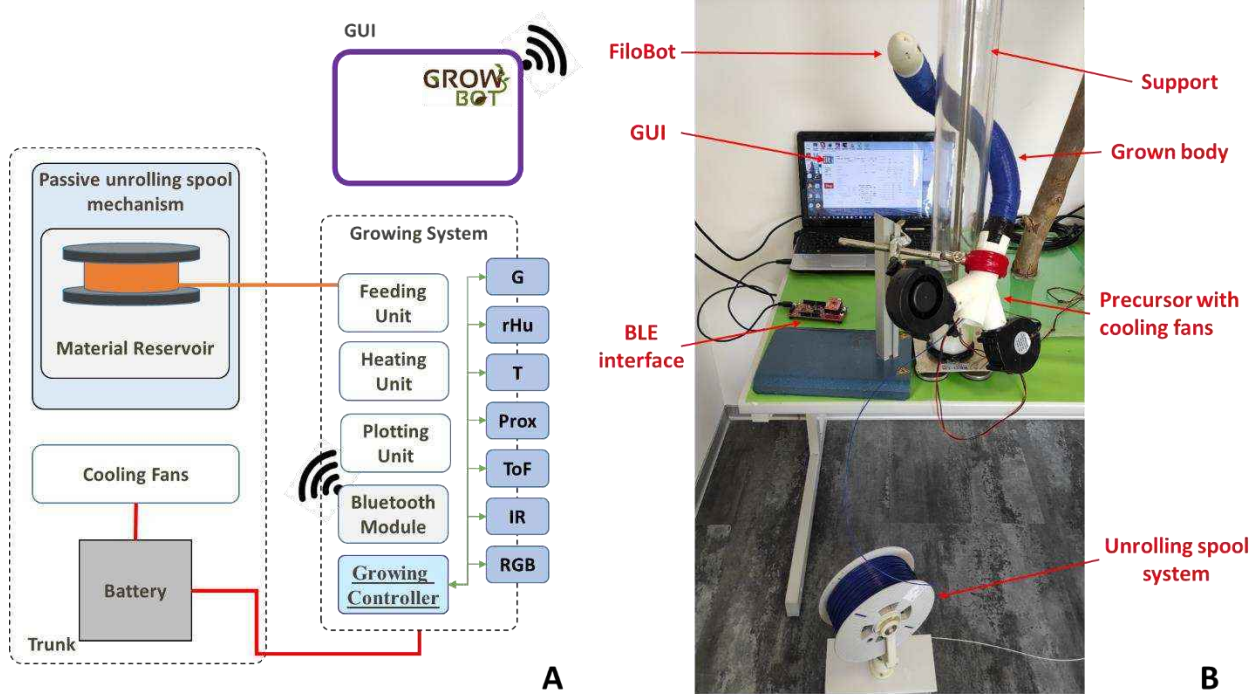 GUI
GROW
BOT
Passive unrolling spool
mechanism
Material Reservoir
Cooling Fans
Battery
Trunk
Growing System
Feeding
Unit
Heating
Unit
Plotting
Unit
Bluetooth
Module
Growing
Controller
G
rHu
T
Prox
ToF
IR
RGB
A
FiloBot
GUI
BLE
interface
Support
Grown body
Precursor with
cooling fans
Unrolling spool
system
B